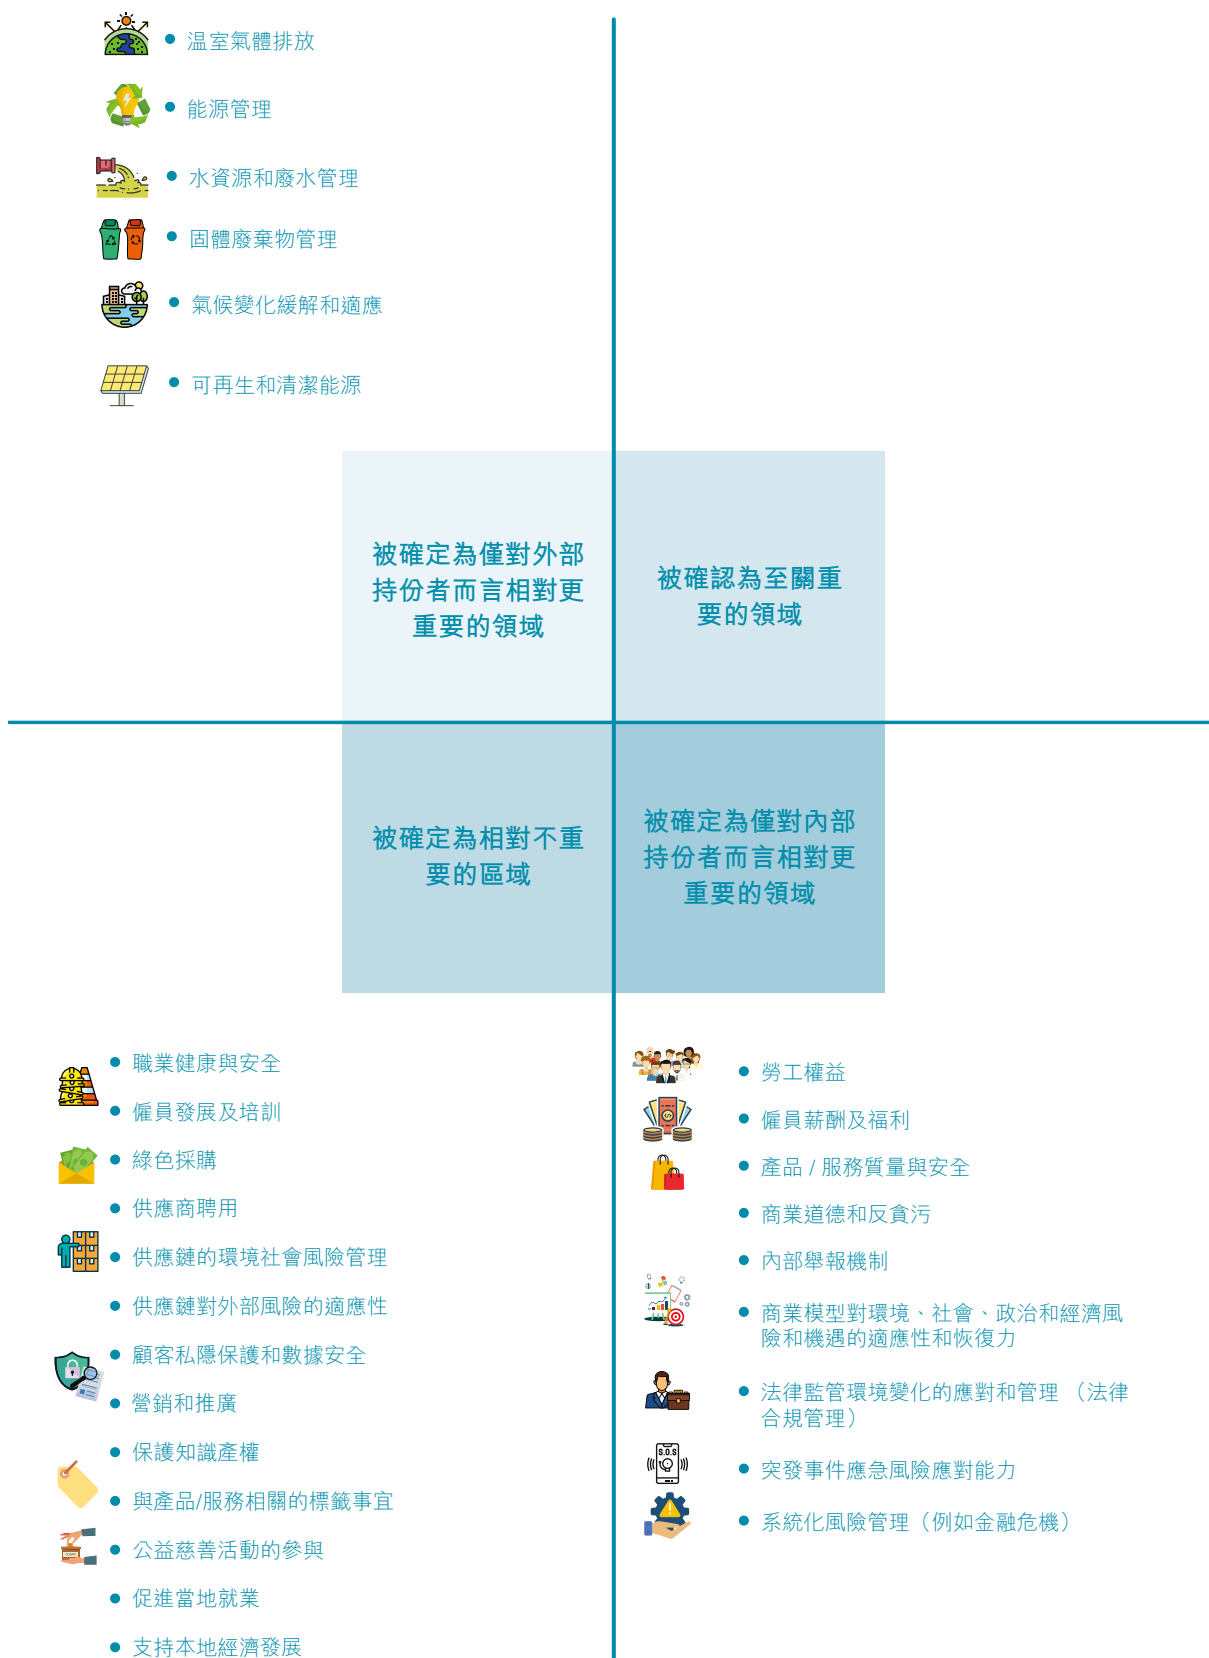 温室氣體排放
能源管理
水資源和廢水管理
固體廢棄物管理
氣候變化緩解和適應
可再生和清潔能源
被確定為僅對外部
持份者而言相對更
重要的領域
被確認為至關重
要的領域
被確定為相對不重
要的區域
被確定為僅對內部
持份者而言相對更
重要的領域
職業健康與安全
僱員發展及培訓
綠色採購
供應商聘用
供應鏈的環境社會風險管理
供應鏈對外部風險的適應性
顧客私隱保護和數據安全
營銷和推廣
保護知識產權
與產品/服務相關的標籤事宜
公益慈善活動的參與
促進當地就業
支持本地經濟發展
勞工權益
僱員薪酬及福利
產品 / 服務質量與安全
商業道德和反貪污
內部舉報機制
商業模型對環境、社會、政治和經濟風
險和機遇的適應性和恢復力
法律監管環境變化的應對和管理 （法律
合規管理）
S.O.S
突發事件應急風險應對能力
系統化風險管理（例如金融危機）